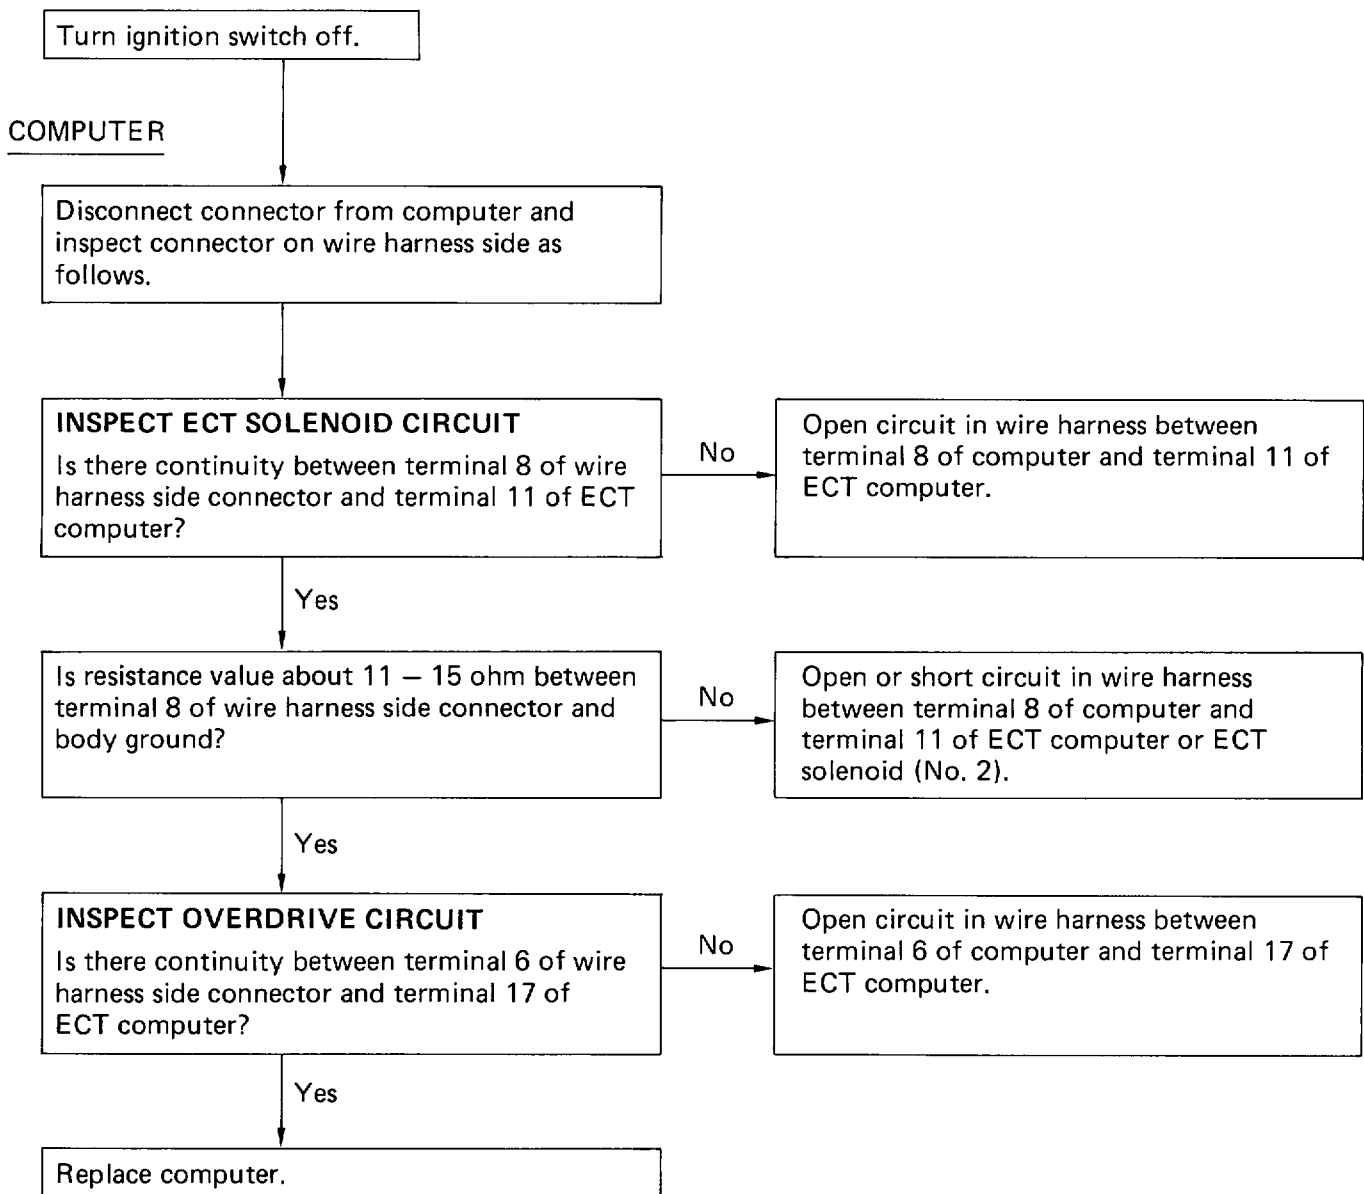 Turn ignition switch off.
COMPUTER
Disconnect connector from computer and
inspect connector on wire harness side as
follows.
INSPECT ECT SOLENOID CIRCUIT
Is there continuity between terminal 8 of wire
harness side connector and terminal 11 of ECT
computer?
No
Open circuit in wire harness between
terminal 8 of computer and terminal 11 of
ECT computer.
Yes
Is resistance value about 11 – 15 ohm between
terminal 8 of wire harness side connector and
body ground?
No
Open or short circuit in wire harness
between terminal 8 of computer and
terminal 11 of ECT computer or ECT
solenoid (No. 2).
Yes
INSPECT OVERDRIVE CIRCUIT
Is there continuity between terminal 6 of wire
harness side connector and terminal 17 of
ECT computer?
No
Open circuit in wire harness between
terminal 6 of computer and terminal 17 of
ECT computer.
Yes
Replace computer.